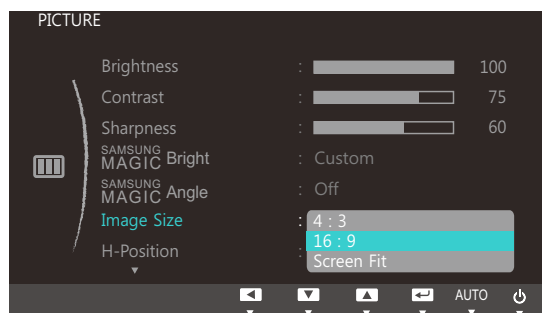 PICTURE
Brightness : 100
Contrast : 75
Sharpness : 60
SAMSUNG MAGIC Bright : Custom
SAMSUNG MAGIC Angle : Off
Image Size : 4 : 3
16 : 9
H-Position :
Screen Fit
AUTO